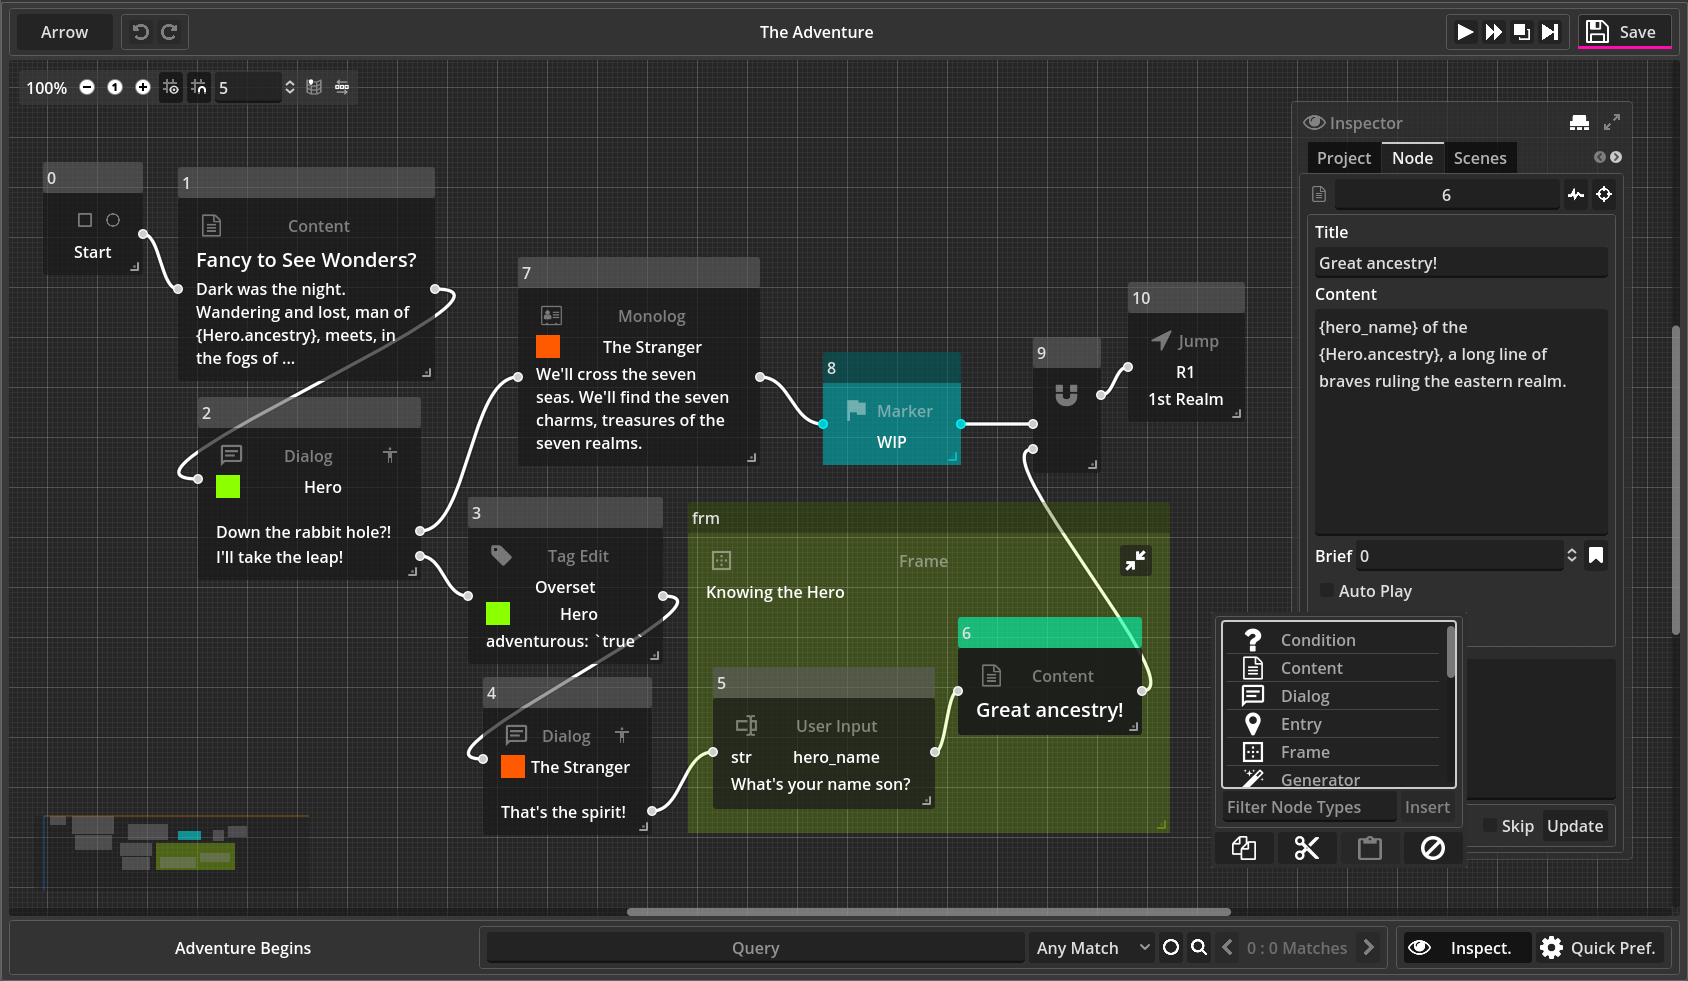 Arrow
The Adventure
Save
100%
1
5
0
Start
1
Content
Fancy to See Wonders?
Dark was the night.
Wandering and lost, man of
{Hero.ancestry}, meets, in
the fogs of ...
2
Dialog
Hero
Down the rabbit hole?!
I'll take the leap!
7
Monolog
The Stranger
We'll cross the seven
seas. We'll find the seven
charms, treasures of the
seven realms.
3
Tag Edit
Overset
Hero
adventurous: `true`
4
Dialog
The Stranger
That's the spirit!
8
Marker
WIP
9
10
Jump
R1
1st Realm
frm
Frame
Knowing the Hero
5
User Input
str hero_name
What's your name son?
6
Content
Great ancestry!
Inspector
Project Node Scenes
6
Title
Great ancestry!
Content
{hero_name} of the
{Hero.ancestry}, a long line of
braves ruling the eastern realm.
Brief 0
Auto Play
Condition
Content
Dialog
Entry
Frame
Generator
Filter Node Types Insert
Skip Update
Adventure Begins
Query
Any Match
0 : 0 Matches
Inspect.
Quick Pref.